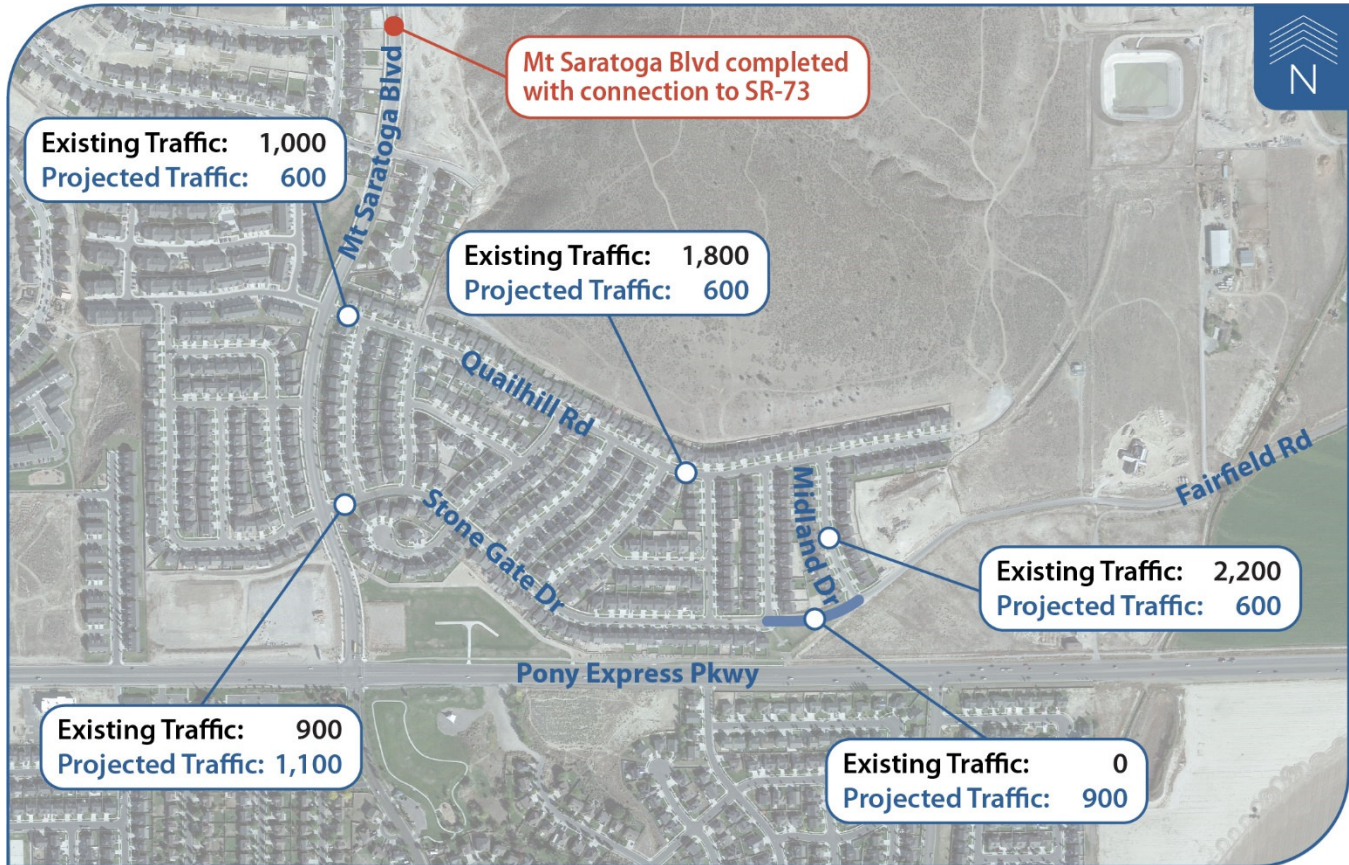 N
Mt Saratoga Blvd completed
with connection to SR-73
Mt Saratoga Blvd
Existing Traffic: 1,000
Projected Traffic: 600
Existing Traffic: 1,800
Projected Traffic: 600
Quailhill Rd
Midland Dr
Fairfield Rd
Stone Gate Dr
Existing Traffic: 2,200
Projected Traffic: 600
Pony Express Pkwy
Existing Traffic: 900
Projected Traffic: 1,100
Existing Traffic: 0
Projected Traffic: 900